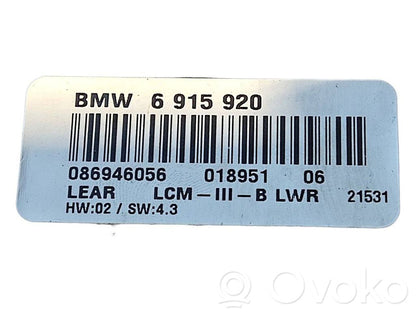 BMW 6 915 920
086946056 018951 06
LEAR LCM-III-B LWR 21531
HW:02 / SW:4.3
OVOKO